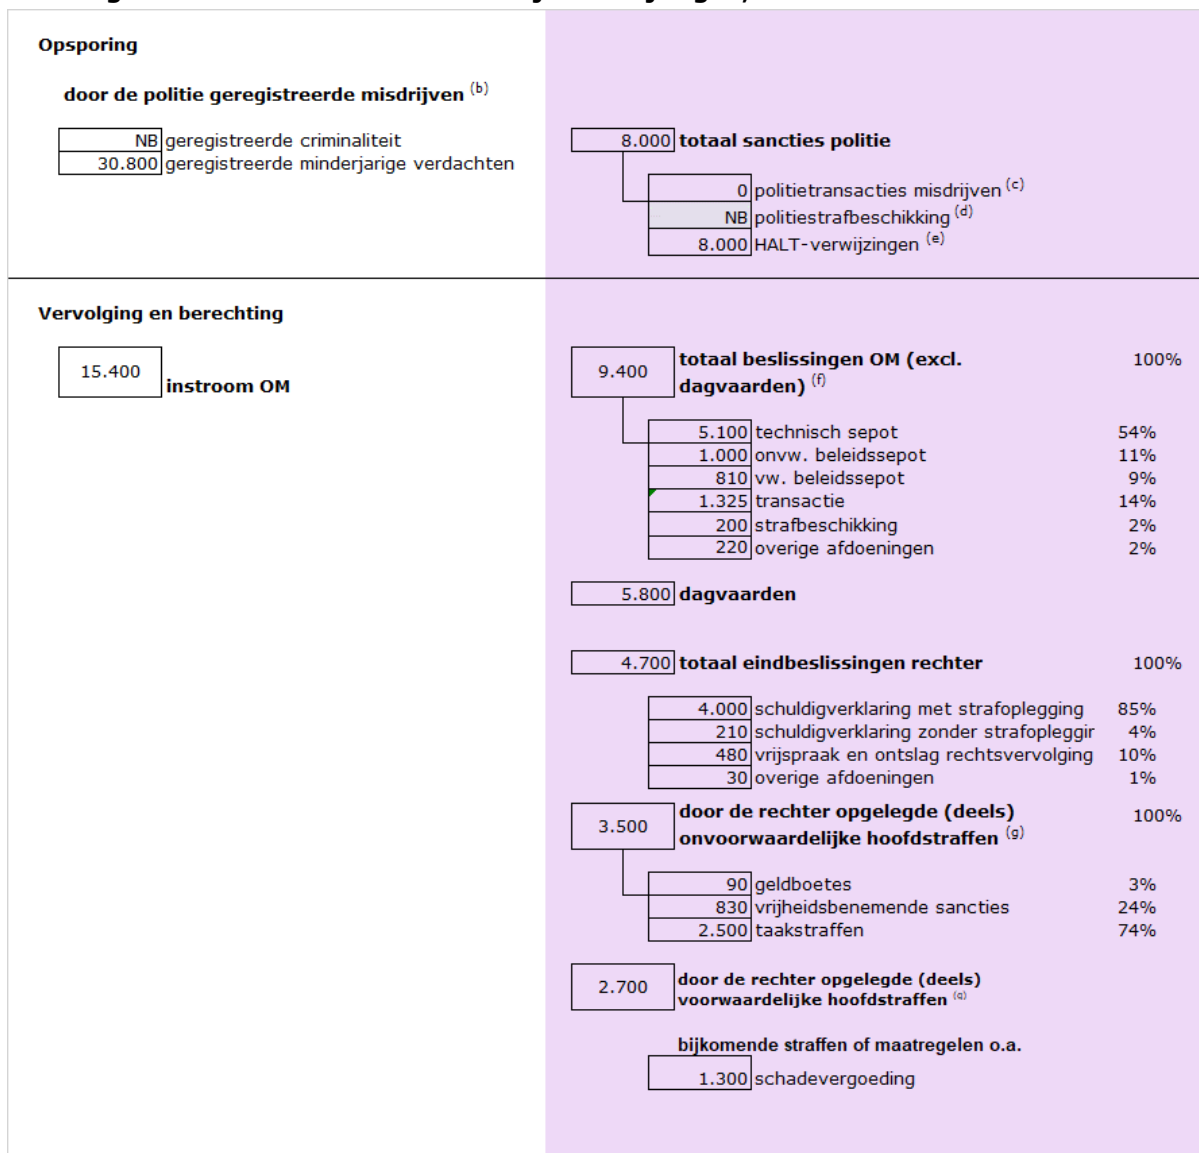 Opsporing
door de politie geregistreerde misdrijven (b)
NB geregistreerde criminaliteit
30.800 geregistreerde minderjarige verdachten
8.000 totaal sancties politie
0 politietransacties misdrijven (c)
NB politiestrafbeschikking (d)
8.000 HALT-verwijzingen (e)
Vervolging en berechting
15.400 instroom OM
9.400 totaal beslissingen OM (excl. 100%
dagvaarden) (f)
5.100 technisch sepot 54%
1.000 onvw. beleidssepot 11%
810 vw. beleidssepot 9%
1.325 transactie 14%
200 strafbeschikking 2%
220 overige afdoeningen 2%
5.800 dagvaarden
4.700 totaal eindbeslissingen rechter 100%
4.000 schuldigverklaring met strafoplegging 85%
210 schuldigverklaring zonder strafopleggir 4%
480 vrijspraak en ontslag rechtsvervolging 10%
30 overige afdoeningen 1%
3.500 door de rechter opgelegde (deels) 100%
onvoorwaardelijke hoofdstraffen (g)
90 geldboetes 3%
830 vrijheidsbenemende sancties 24%
2.500 taakstraffen 74%
2.700 door de rechter opgelegde (deels)
voorwaardelijke hoofdstraffen (g)
bijkomende straffen of maatregelen o.a.
1.300 schadevergoeding